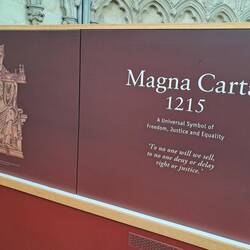 Magna Carta
1215
A Universal Symbol of
Freedom, Justice and Equality
'To no one will we sell,
to no one deny or delay
right or justice.'